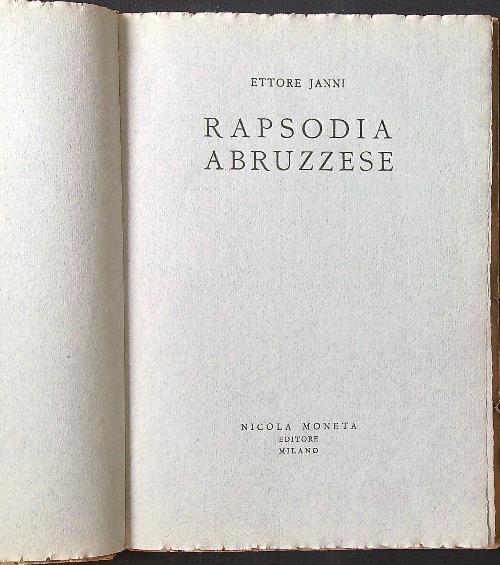 ETTORE JANNI
RAPSODIA
ABRUZZESE
NICOLA MONETA
EDITORE
MILANO